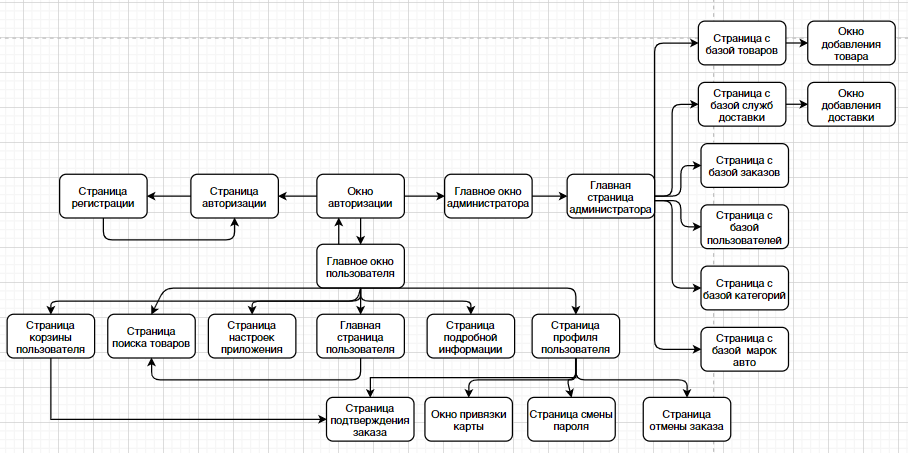 Страница с
базой товаров
Окно
добавления
товара
Страница с
базой служб
доставки
Окно
добавления
доставки
Страница с
базой заказов
Страница
регистрации
Страница
авторизации
Окно
авторизации
Главное окно
администратора
Главная
страница
администратора
Страница с
базой
пользователей
Главное окно
пользователя
Страница с
базой категорий
Страница
корзины
пользователя
Страница
поиска товаров
Страница
настроек
приложения
Главная
страница
пользователя
Страница
подробной
информации
Страница
профиля
пользователя
Страница с
базой марок
авто
Страница
подтверждения
заказа
Окно привязки
карты
Страница смены
пароля
Страница
отмены заказа